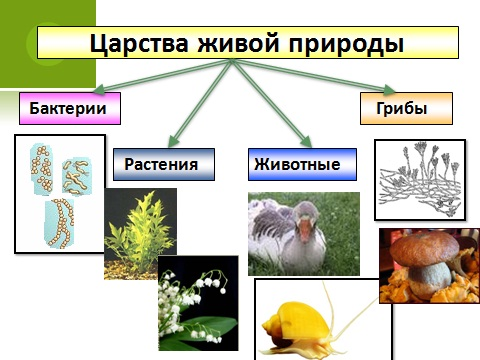 Царства живой природы
Бактерии
Грибы
Растения
Животные